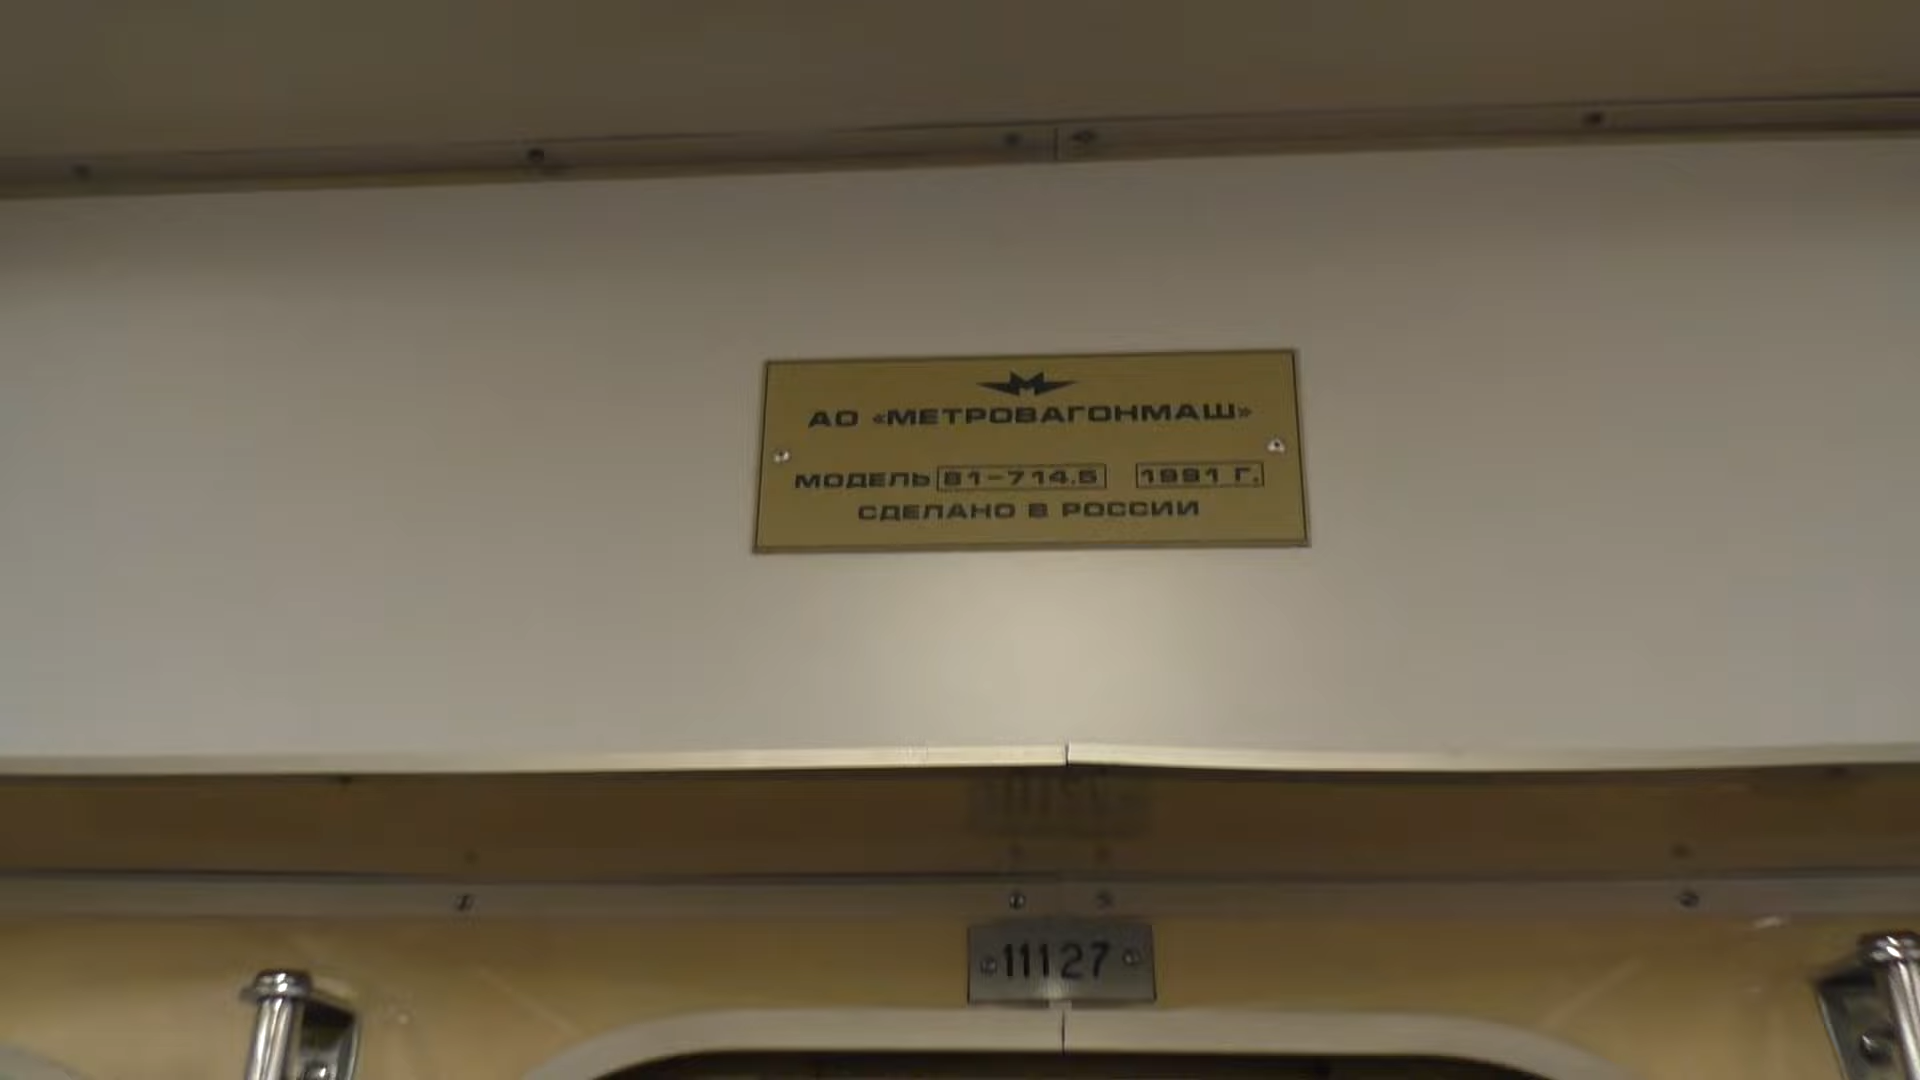 АО «МЕТРОВАГОНМАШ»
МОДЕЛЬ 81-714.5 1991 Г.
СДЕЛАНО В РОССИИ
11127